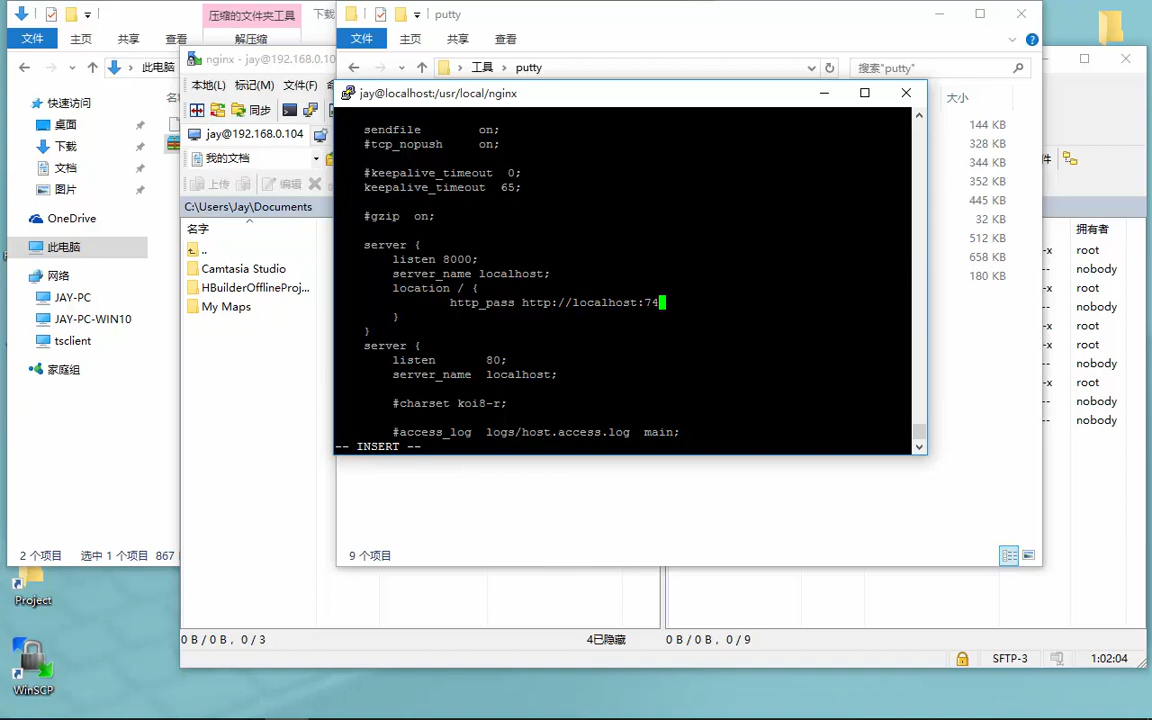 压缩的文件夹工具
下载
putty
文件
主页
共享
查看
解压缩
文件
主页
共享
查看
此电脑
nginx - jay@192.168.0.10
工具
putty
搜索"putty"
本地(L)
标记(M)
文件(F)
jay@localhost:/usr/local/nginx
大小
快速访问
桌面
下载
文档
图片
OneDrive
此电脑
网络
JAY-PC
JAY-PC-WIN10
tsclient
家庭组
同步
jay@192.168.0.104
我的文档
上传
编辑
C:\Users\Jay\Documents
名字
..
Camtasia Studio
HBuilderOfflineProj...
My Maps
sendfile on;
#tcp_nopush on;
#keepalive_timeout 0;
keepalive_timeout 65;
#gzip on;
server {
listen 8000;
server_name localhost;
location / {
http_pass http://localhost:74
}
}
server {
listen 80;
server_name localhost;
#charset koi8-r;
#access_log logs/host.access.log main;
-- INSERT --
144 KB
328 KB
344 KB
352 KB
445 KB
32 KB
512 KB
658 KB
180 KB
件
拥有者
-x root
-- nobody
-x root
-- nobody
-- nobody
-x root
-- nobody
-x root
-- nobody
-- nobody
2 个项目
选中 1 个项目 867
9 个项目
Project
WinSCP
0 B / 0 B， 0 / 3
4已隐藏
0 B / 0 B， 0 / 9
SFTP-3
1:02:04